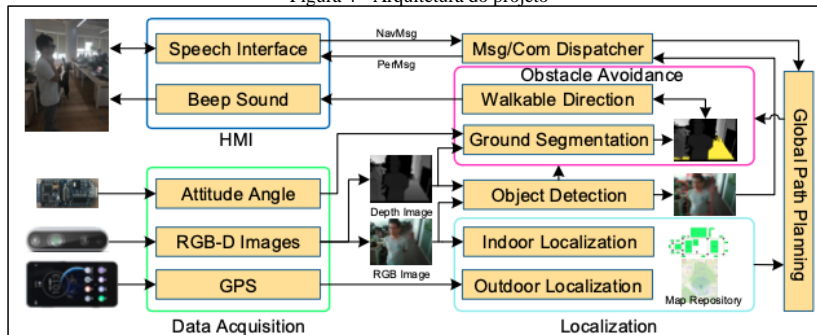 Figura 4 - Arquitetura do projeto
Speech Interface
NavMsg
Msg/Com Dispatcher
PerMsg
Obstacle Avoidance
Beep Sound
Walkable Direction
HMI
Ground Segmentation
Global Path Planning
Attitude Angle
Depth Image
Object Detection
RGB-D Images
RGB Image
Indoor Localization
GPS
Outdoor Localization
Map Repository
Data Acquisition
Localization